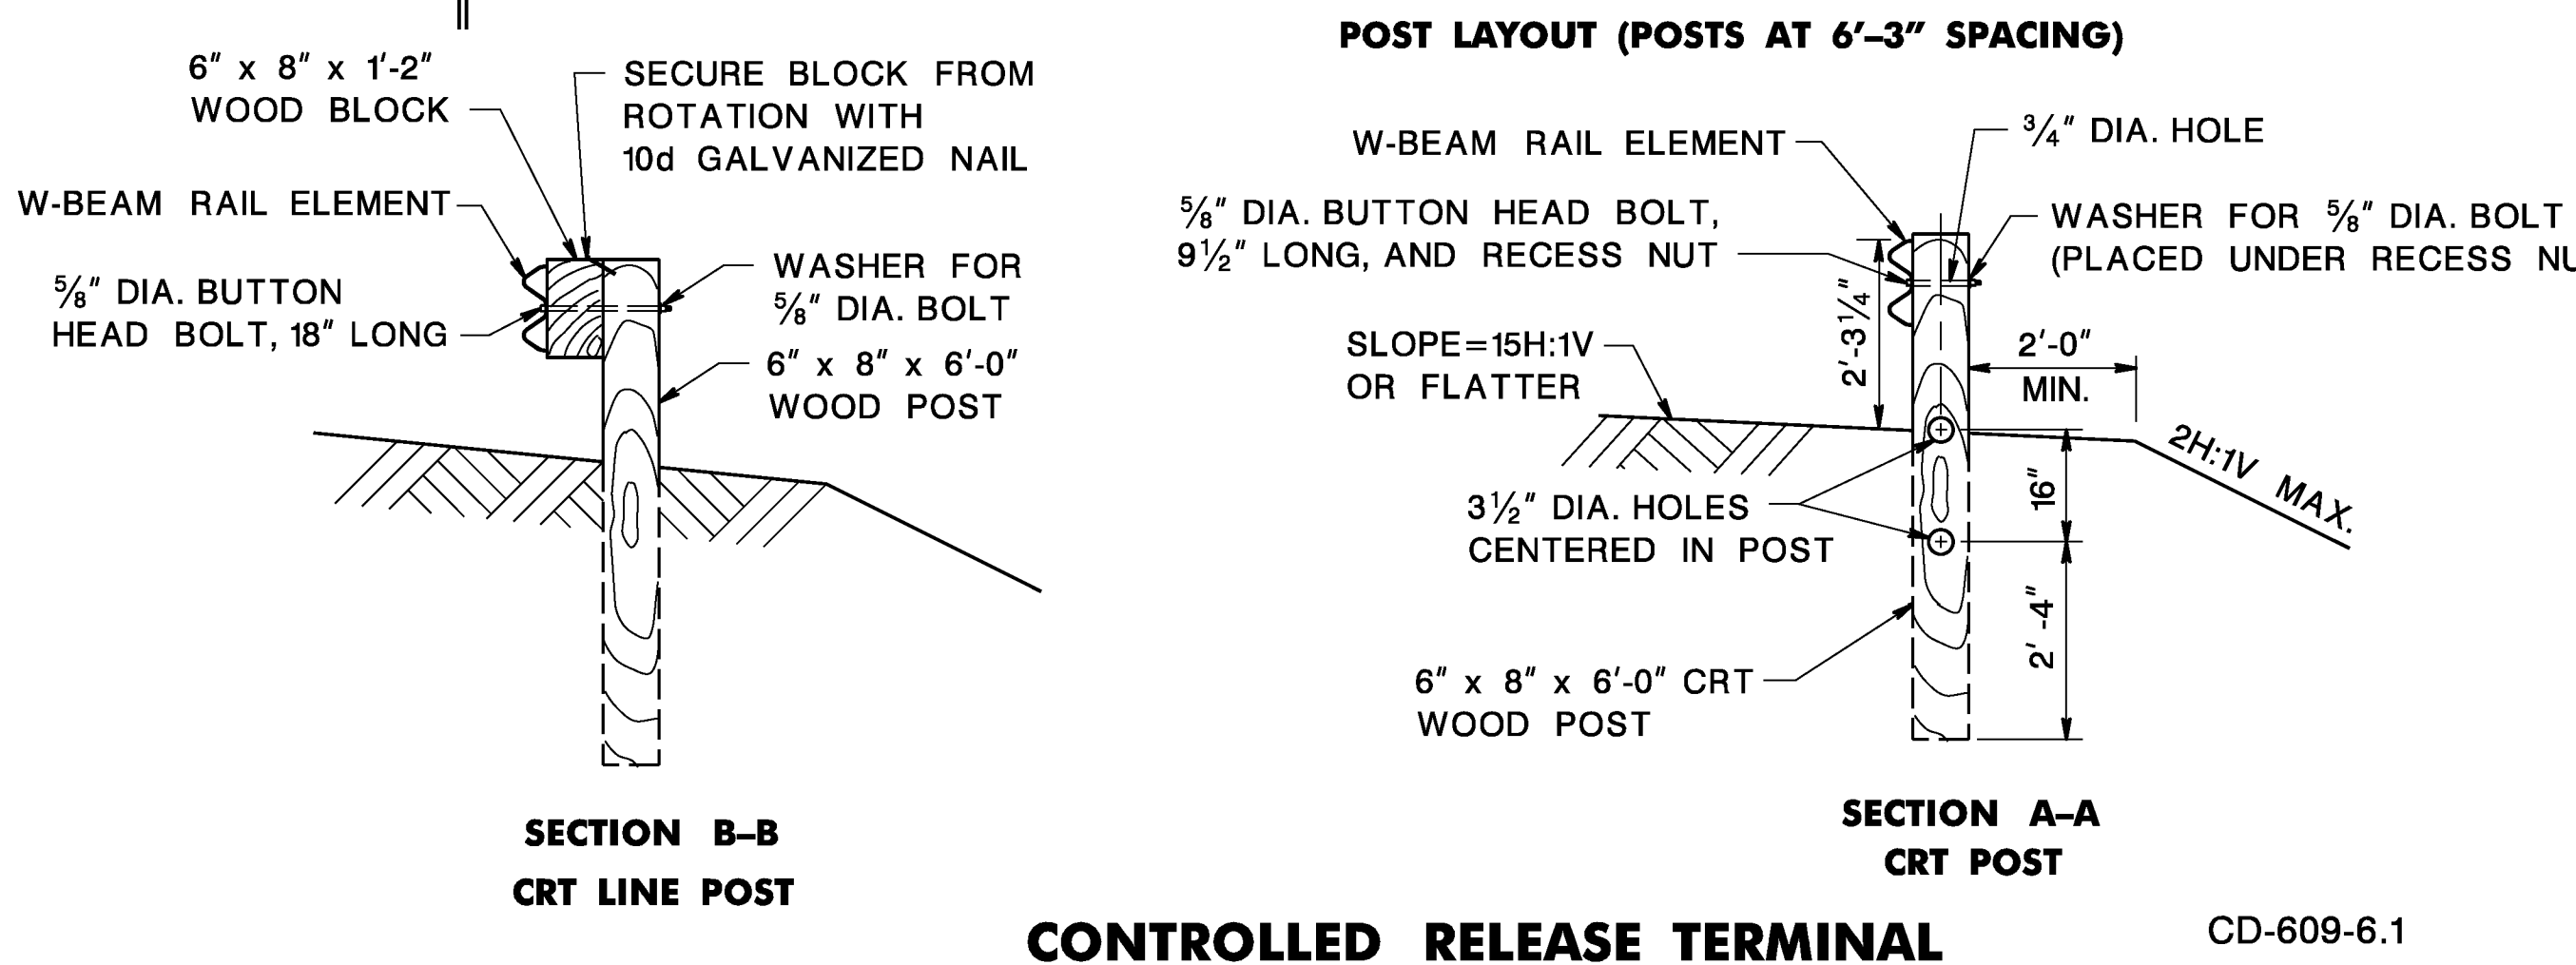 POST LAYOUT (POSTS AT 6'–3" SPACING)
6" x 8" x 1'-2"
WOOD BLOCK
SECURE BLOCK FROM
ROTATION WITH
10d GALVANIZED NAIL
W-BEAM RAIL ELEMENT
5/8" DIA. BUTTON
HEAD BOLT, 18" LONG
WASHER FOR
5/8" DIA. BOLT
6" x 8" x 6'-0"
WOOD POST
SECTION B–B
CRT LINE POST
W-BEAM RAIL ELEMENT
3/4" DIA. HOLE
5/8" DIA. BUTTON HEAD BOLT,
9 1/2" LONG, AND RECESS NUT
WASHER FOR 5/8" DIA. BOLT
(PLACED UNDER RECESS
2'-3 1/4"
SLOPE=15H:1V
OR FLATTER
2'-0"
MIN.
2H:1V MAX.
16"
3 1/2" DIA. HOLES
CENTERED IN POST
2' -4"
6" x 8" x 6'-0" CRT
WOOD POST
SECTION A–A
CRT POST
CONTROLLED RELEASE TERMINAL
CD-609-6.1